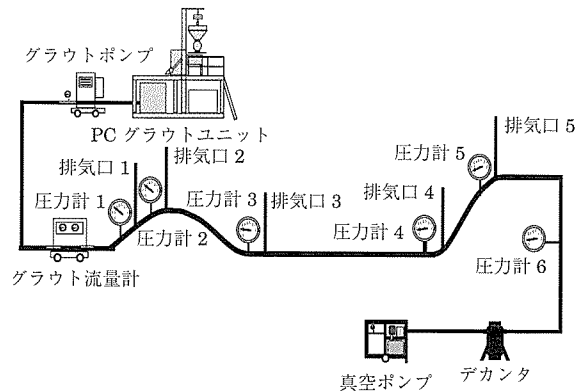 グラウトポンプ
PC グラウトユニット
排気口 1
排気口 2
圧力計 1
圧力計 2
圧力計 3
排気口 3
グラウト流量計
圧力計 4
排気口 4
圧力計 5
排気口 5
圧力計 6
真空ポンプ
デカンタ